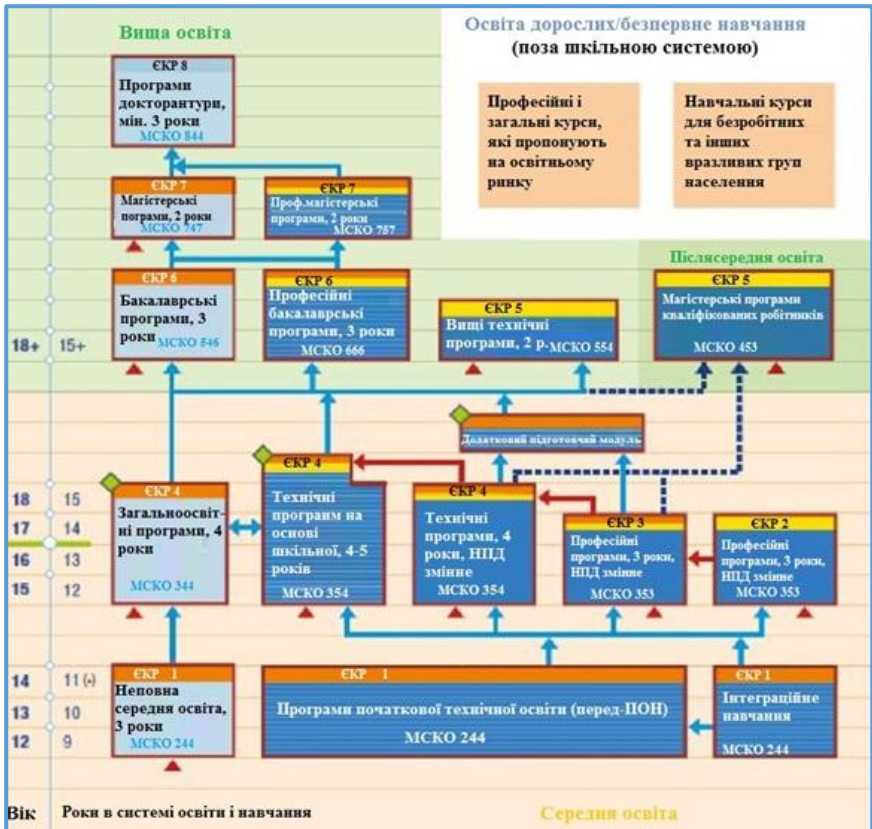 Вища освіта
Освіта дорослих/безпервне навчання
(поза шкільною системою)
ЄКР 8
Програми
докторантури,
мін. 3 роки
МСКО 844
Професійні і
загальні курси,
які пропонують
на освітньому
ринку
Навчальні курси
для безробітних
та інших
вразливих груп
населення
ЄКР 7
Магістерські
пограми, 2 роки
МСКО 747
ЄКР 7
Проф.магістерські
програми, 2 роки
МСКО 757
Післясередня освіта
ЄКР 6
Бакалаврські
програми, 3
роки МСКО 546
ЄКР 6
Професійні
бакалаврські
програми, 3 роки
МСКО 666
ЄКР 5
Вищі технічні
програми, 2 р. МСКО 554
ЄКР 5
Магістерські програми
кваліфікованих робітників
МСКО 453
18+ 15+
Додатковий підготовчий модуль
ЄКР 4
Загальноосвіт-
ні програми, 4
роки
МСКО 344
ЄКР 4
Технічні
програим на
основі
шкільної, 4-5
років
МСКО 354
ЄКР 4
Технічні
програми, 4
роки, НПД
змінне
МСКО 354
ЄКР 3
Професійні
програми, 3 роки,
НПД змінне
МСКО 353
ЄКР 2
Професійні
програми, 3 роки,
НПД змінне
МСКО 353
18 15
17 14
16 13
15 12
ЄКР 1
Неповна
середня освіта,
3 роки
МСКО 244
ЄКР 1
Програми початкової технічної освіти (перед-ПОН)
МСКО 244
ЄКР 1
Інтеграційне
навчання
МСКО 244
14 11 (-)
13 10
12 9
Вік Роки в системі освіти і навчання
Середня освіта